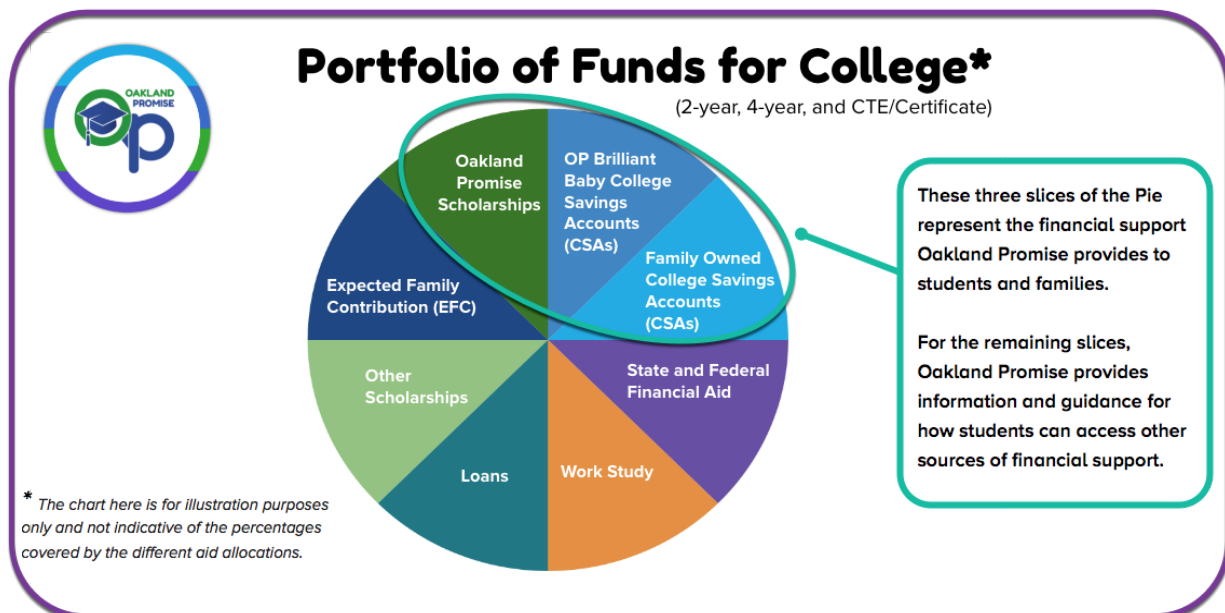 Portfolio of Funds for College*
(2-year, 4-year, and CTE/Certificate)
OAKLAND
PROMISE
op
Oakland
Promise
Scholarships
OP Brilliant
Baby College
Savings
Accounts
(CSAs)
Family Owned
College Savings
Accounts
(CSAs)
Expected Family
Contribution (EFC)
State and Federal
Financial Aid
Other
Scholarships
Loans
Work Study
These three slices of the Pie
represent the financial support
Oakland Promise provides to
students and families.
For the remaining slices,
Oakland Promise provides
information and guidance for
how students can access other
sources of financial support.
* The chart here is for illustration purposes
only and not indicative of the percentages
covered by the different aid allocations.